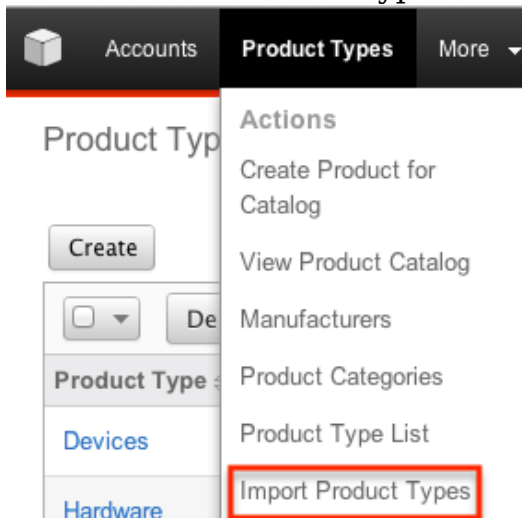 Accounts Product Types More
Actions
Product Typ
Create Product for
Catalog
Create
View Product Catalog
De
Manufacturers
Product Type
Product Categories
Devices
Product Type List
Import Product Types
Hardware